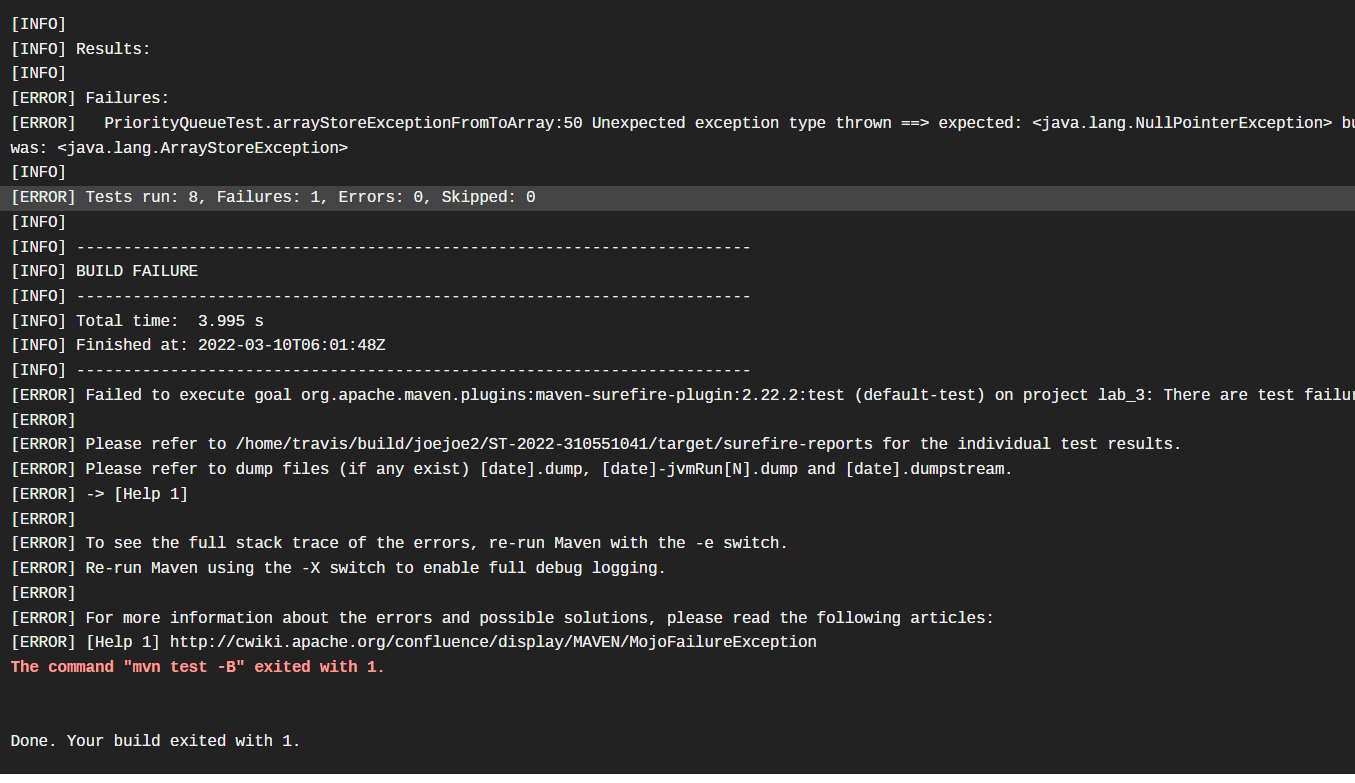 [INFO]
[INFO] Results:
[INFO]
[ERROR] Failures:
[ERROR]   PriorityQueueTest.arrayStoreExceptionFromToArray:50 Unexpected exception type thrown ==> expected: <java.lang.NullPointerException>
was: <java.lang.ArrayStoreException>
[INFO]
[ERROR] Tests run: 8, Failures: 1, Errors: 0, Skipped: 0
[INFO]
[INFO] ------------------------------------------------------------------------
[INFO] BUILD FAILURE
[INFO] ------------------------------------------------------------------------
[INFO] Total time:  3.995 s
[INFO] Finished at: 2022-03-10T06:01:48Z
[INFO] ------------------------------------------------------------------------
[ERROR] Failed to execute goal org.apache.maven.plugins:maven-surefire-plugin:2.22.2:test (default-test) on project lab_3: There are test
[ERROR]
[ERROR] Please refer to /home/travis/build/joejoe2/ST-2022-310551041/target/surefire-reports for the individual test results.
[ERROR] Please refer to dump files (if any exist) [date].dump, [date]-jvmRun[N].dump and [date].dumpstream.
[ERROR] -> [Help 1]
[ERROR]
[ERROR] To see the full stack trace of the errors, re-run Maven with the -e switch.
[ERROR] Re-run Maven using the -X switch to enable full debug logging.
[ERROR]
[ERROR] For more information about the errors and possible solutions, please read the following articles:
[ERROR] [Help 1] http://cwiki.apache.org/confluence/display/MAVEN/MojoFailureException
The command "mvn test -B" exited with 1.
Done. Your build exited with 1.